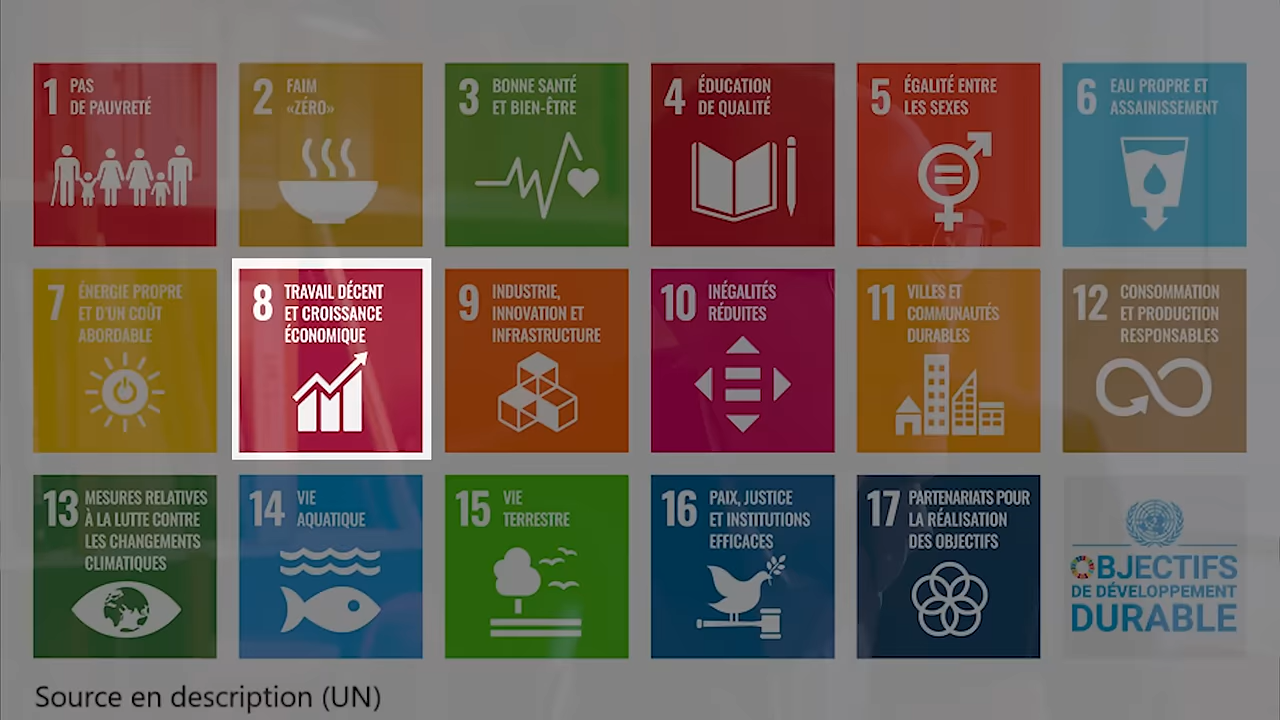 1 PAS
DE PAUVRETÉ
2 FAIM
«ZÉRO»
3 BONNE SANTÉ
ET BIEN-ÊTRE
4 ÉDUCATION
DE QUALITÉ
5 ÉGALITÉ ENTRE
LES SEXES
6 EAU PROPRE ET
ASSAINISSEMENT
7 ÉNERGIE PROPRE
ET D'UN COÛT
ABORDABLE
8 TRAVAIL DÉCENT
ET CROISSANCE
ÉCONOMIQUE
9 INDUSTRIE,
INNOVATION ET
INFRASTRUCTURE
10 INÉGALITÉS
RÉDUITES
11 VILLES ET
COMMUNAUTÉS
DURABLES
12 CONSOMMATION
ET PRODUCTION
RESPONSABLES
13 MESURES RELATIVES
À LA LUTTE CONTRE
LES CHANGEMENTS
CLIMATIQUES
14 VIE
AQUATIQUE
15 VIE
TERRESTRE
16 PAIX, JUSTICE
ET INSTITUTIONS
EFFICACES
17 PARTENARIATS POUR
LA RÉALISATION
DES OBJECTIFS
OBJECTIFS
DE DÉVELOPPEMENT
DURABLE
Source en description (UN)